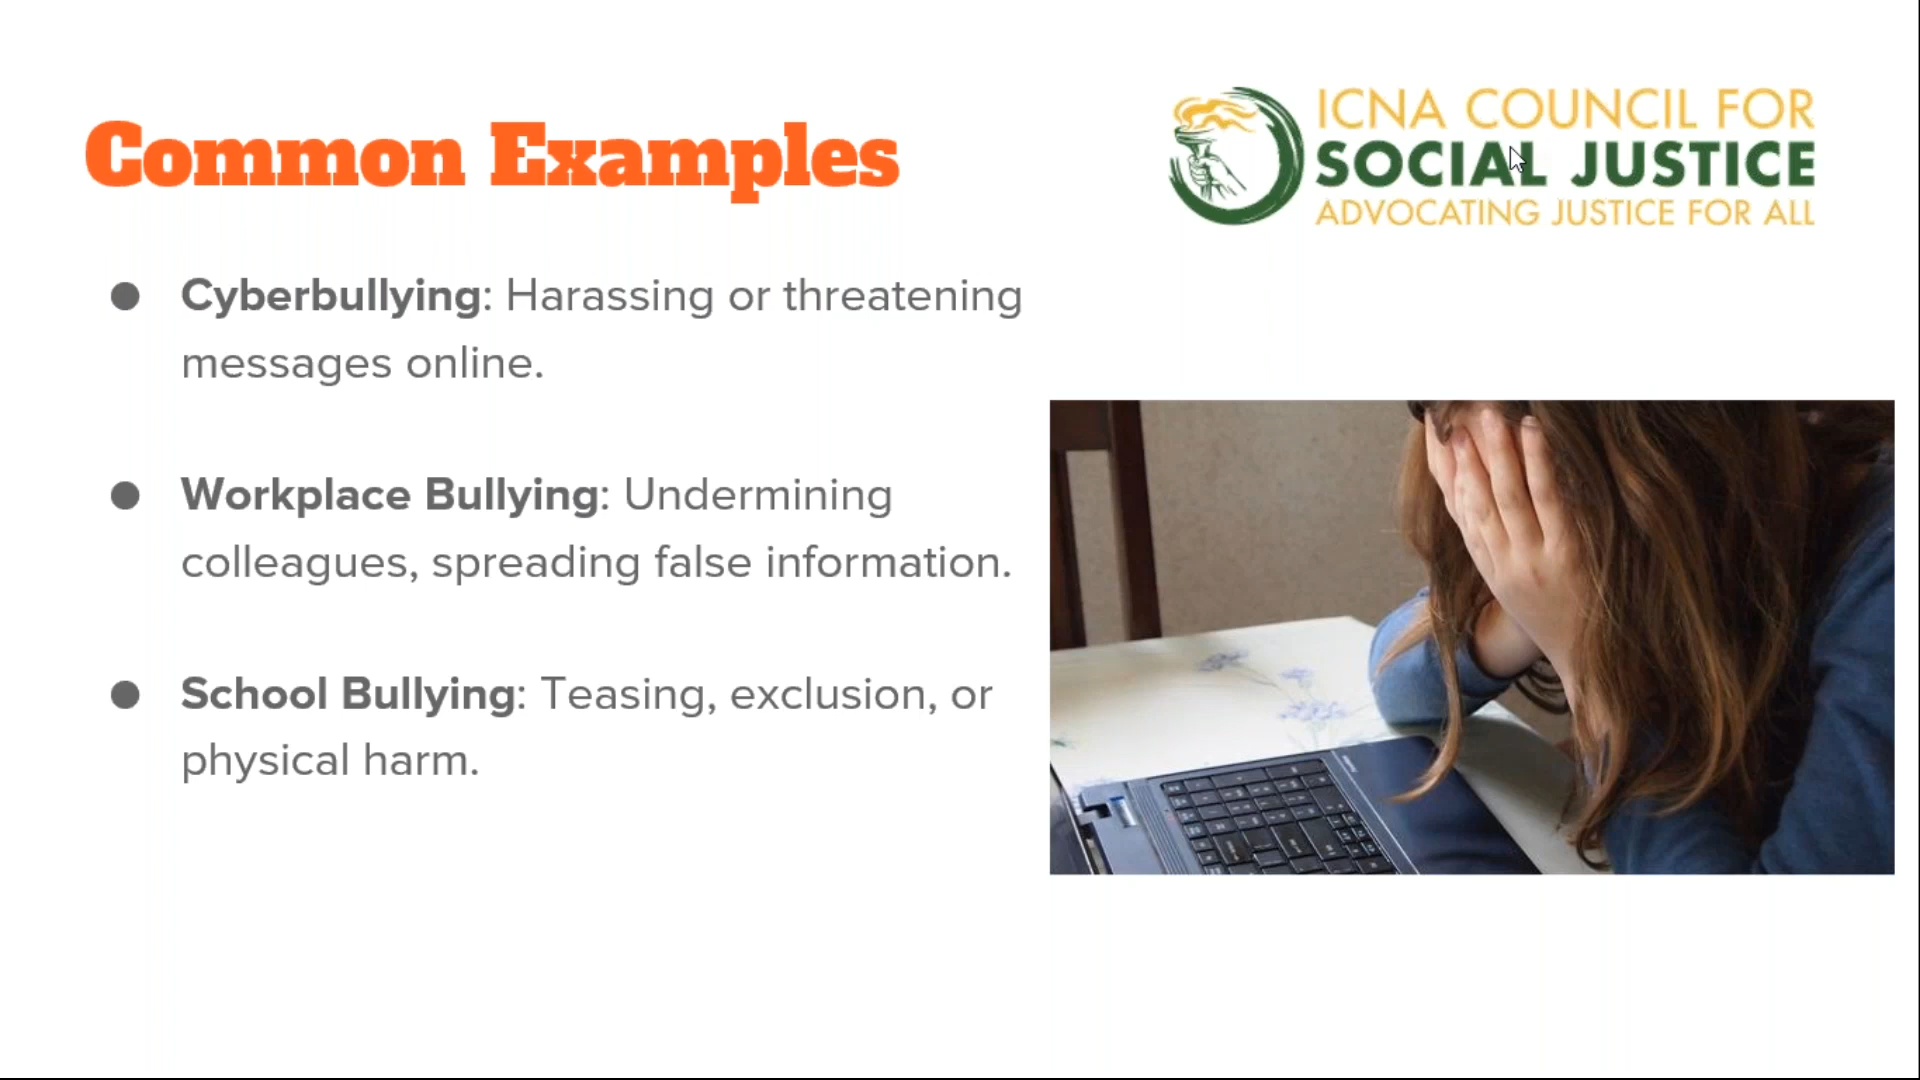 Common Examples
ICNA COUNCIL FOR
SOCIAL JUSTICE
ADVOCATING JUSTICE FOR ALL
● Cyberbullying: Harassing or threatening
messages online.
● Workplace Bullying: Undermining
colleagues, spreading false information.
● School Bullying: Teasing, exclusion, or
physical harm.